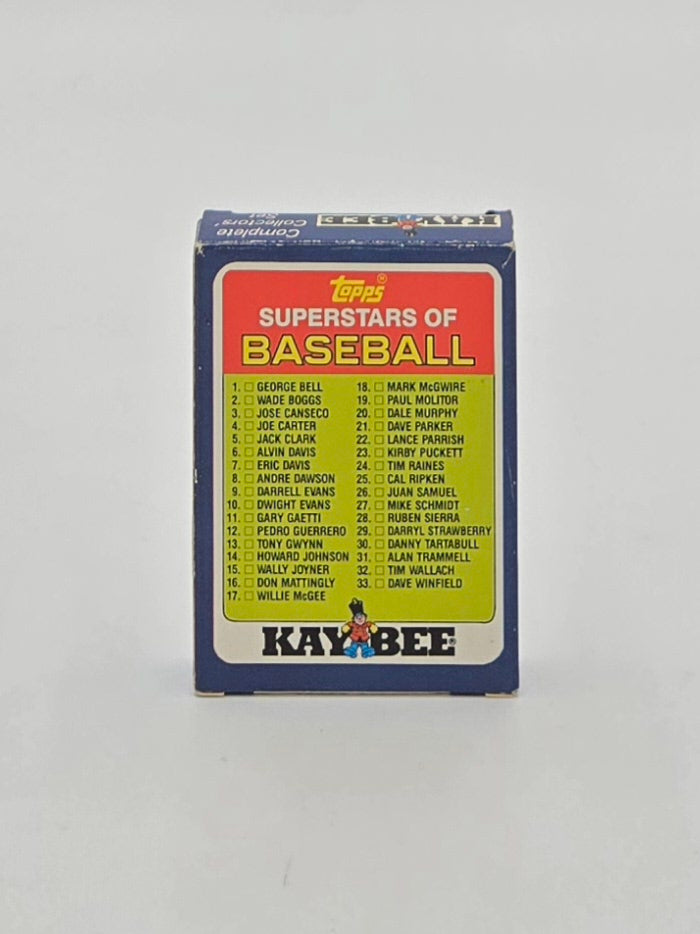 Complete
Collectors'
Set
KAY BEE
Topps®
SUPERSTARS OF
BASEBALL
1. GEORGE BELL
2. WADE BOGGS
3. JOSE CANSECO
4. JOE CARTER
5. JACK CLARK
6. ALVIN DAVIS
7. ERIC DAVIS
8. ANDRE DAWSON
9. DARRELL EVANS
10. DWIGHT EVANS
11. GARY GAETTI
12. PEDRO GUERRERO
13. TONY GWYNN
14. HOWARD JOHNSON
15. WALLY JOYNER
16. DON MATTINGLY
17. WILLIE McGEE
18. MARK McGWIRE
19. PAUL MOLITOR
20. DALE MURPHY
21. DAVE PARKER
22. LANCE PARRISH
23. KIRBY PUCKETT
24. TIM RAINES
25. CAL RIPKEN
26. JUAN SAMUEL
27. MIKE SCHMIDT
28. RUBEN SIERRA
29. DARRYL STRAWBERRY
30. DANNY TARTABULL
31. ALAN TRAMMELL
32. TIM WALLACH
33. DAVE WINFIELD
KAY BEE®